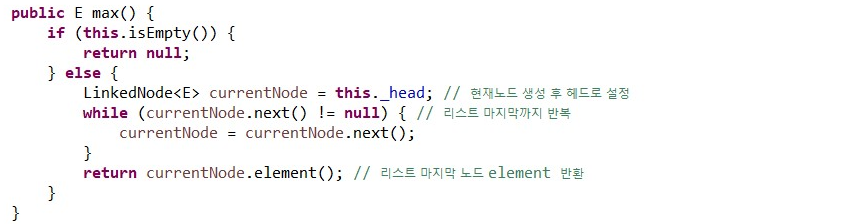 public E max() {
    if (this.isEmpty()) {
        return null;
    } else {
        LinkedNode<E> currentNode = this._head; // 현재노드 생성 후 헤드로 설정
        while (currentNode.next() != null) { // 리스트 마지막까지 반복
            currentNode = currentNode.next();
        }
        return currentNode.element(); // 리스트 마지막 노드 element 반환
    }
}